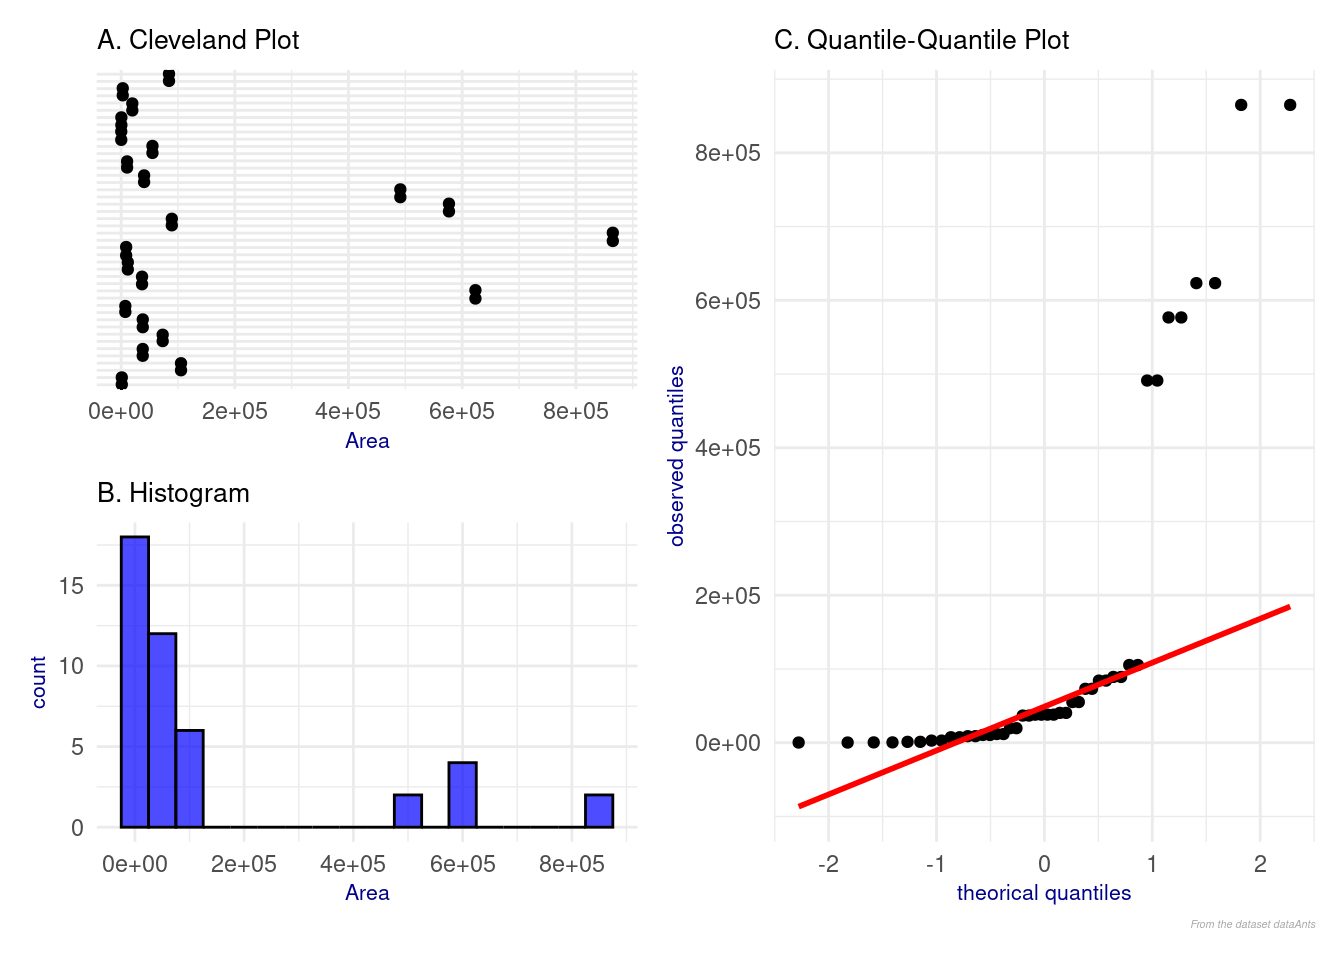 A. Cleveland Plot
0e+00 2e+05 4e+05 6e+05 8e+05
Area
B. Histogram
count
15
10
5
0
0e+00 2e+05 4e+05 6e+05 8e+05
Area
C. Quantile-Quantile Plot
observed quantiles
8e+05
6e+05
4e+05
2e+05
0e+00
-2 -1 0 1 2
theorical quantiles
From the dataset dataAnts